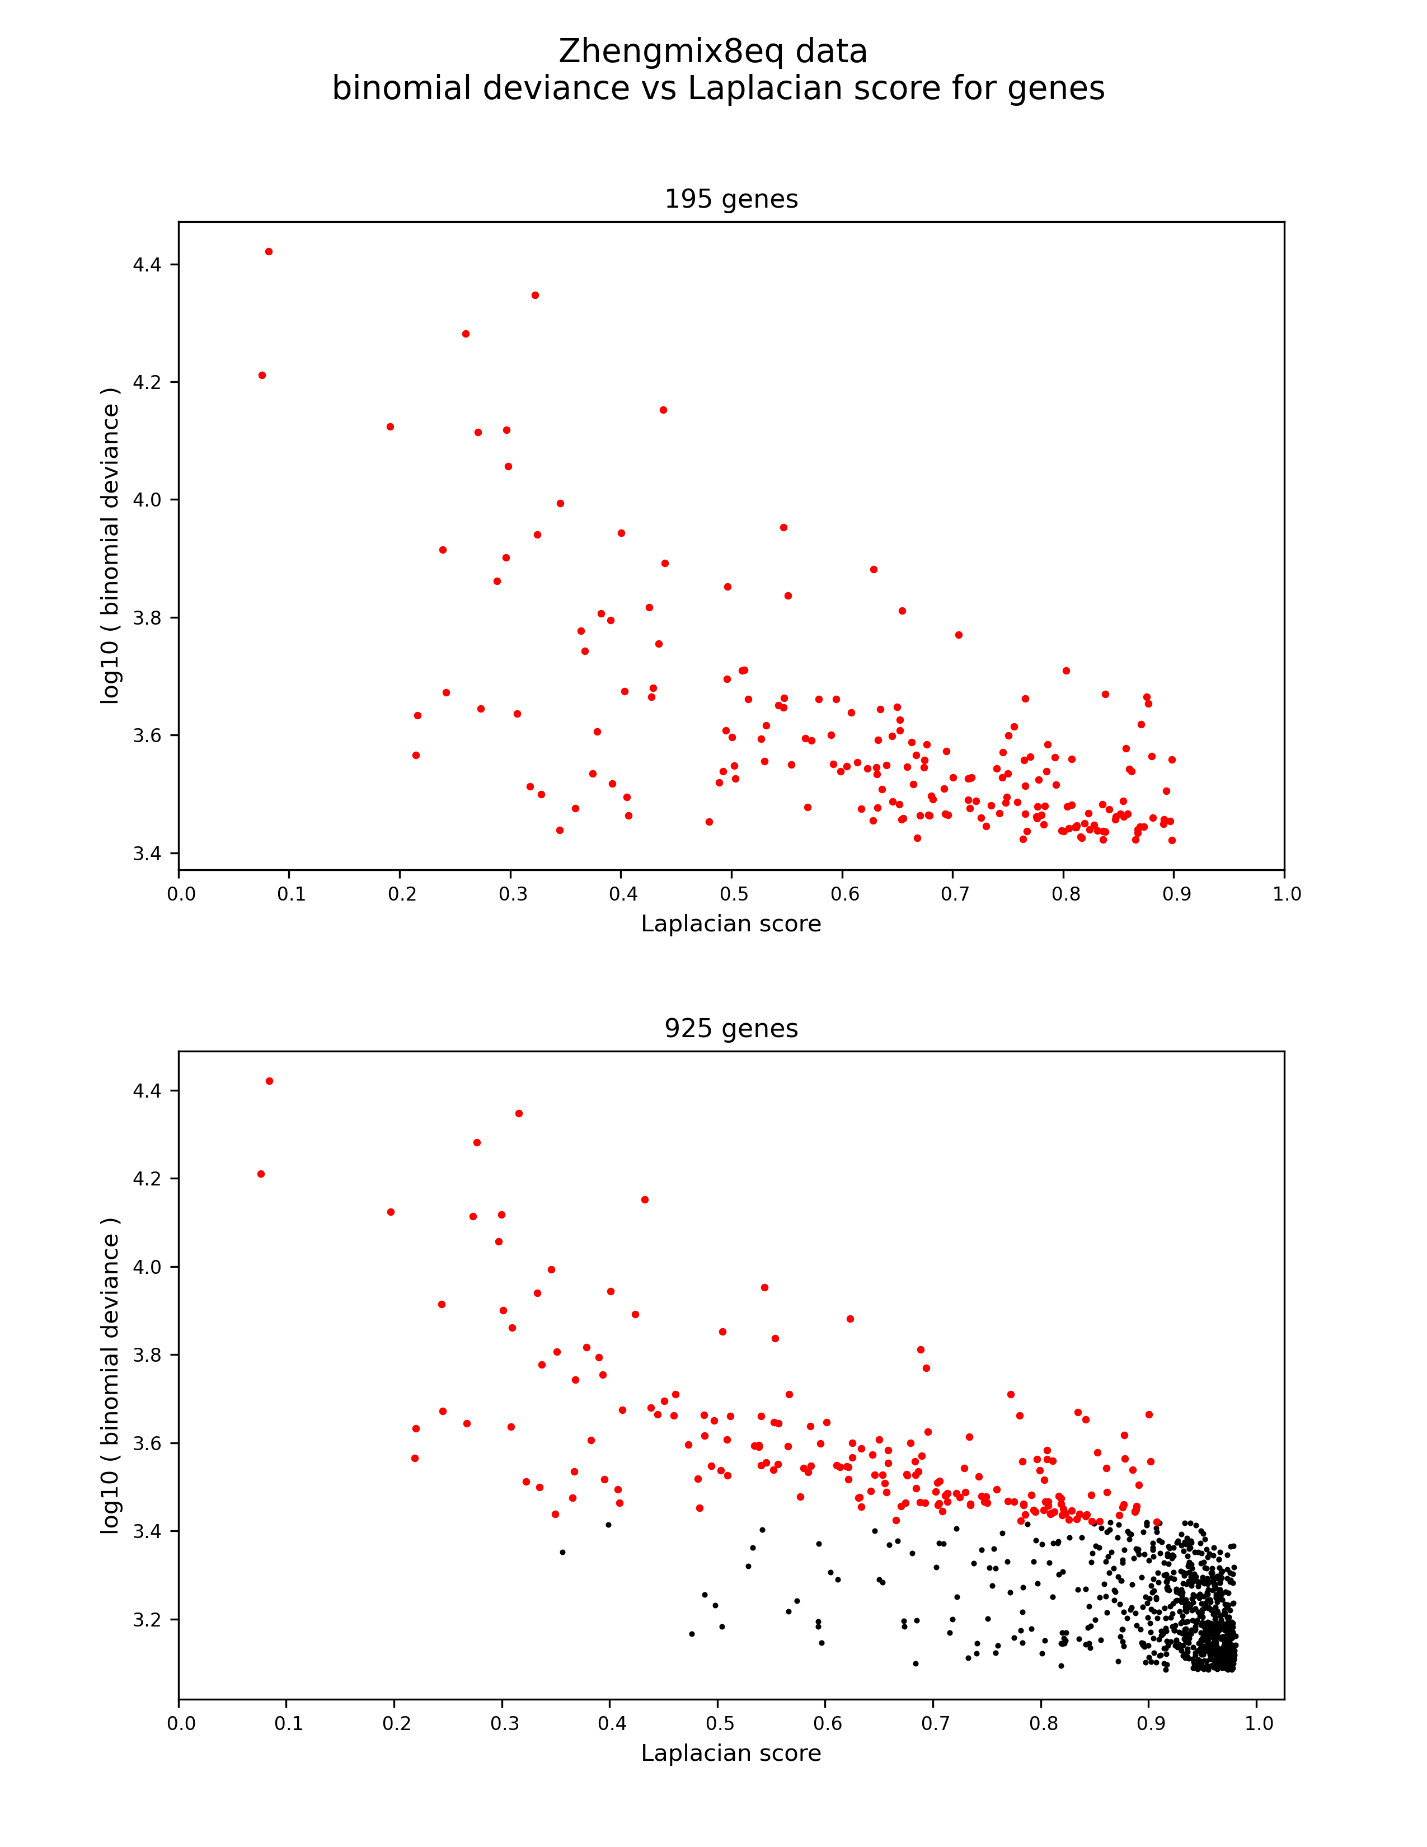 Zhengmix8eq data
binomial deviance vs Laplacian score for genes
195 genes
4.4
4.2
4.0
3.8
3.6
3.4
log10 ( binomial deviance )
0.0 0.1 0.2 0.3 0.4 0.5 0.6 0.7 0.8 0.9 1.0
Laplacian score
925 genes
4.4
4.2
4.0
3.8
3.6
3.4
3.2
log10 ( binomial deviance )
0.0 0.1 0.2 0.3 0.4 0.5 0.6 0.7 0.8 0.9 1.0
Laplacian score